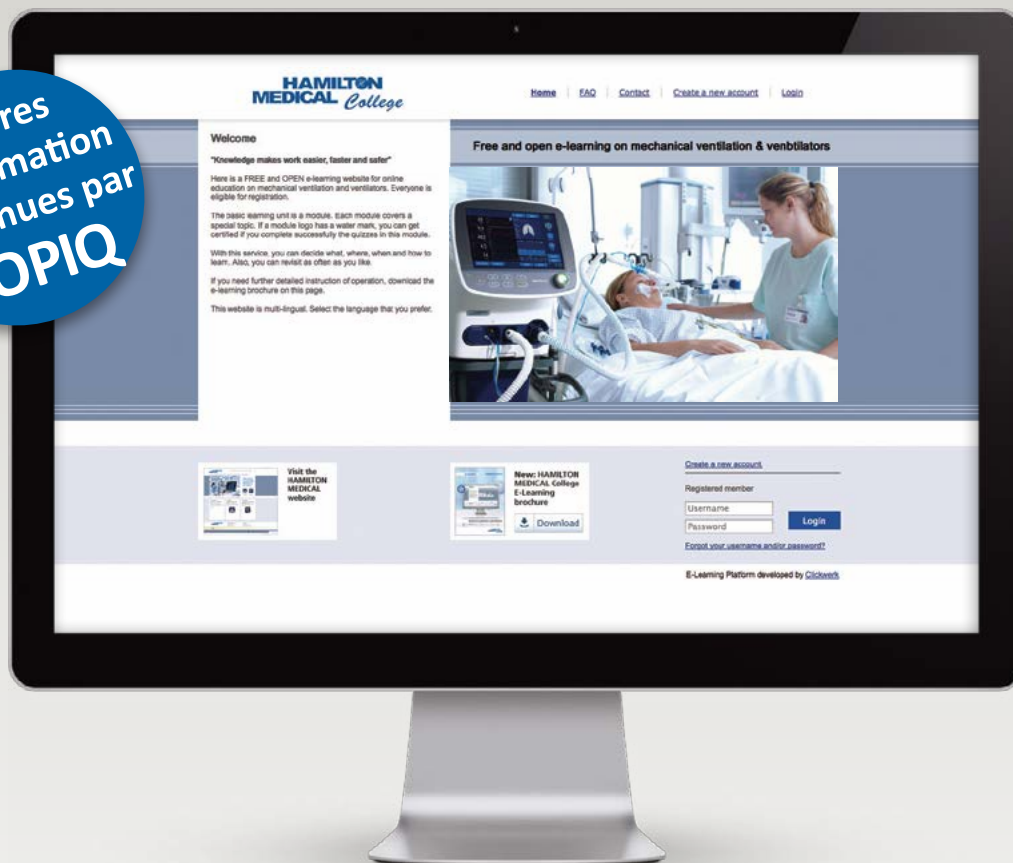 res
mation
nues par
OPIQ
HAMILTON
MEDICAL College
Home
FAQ
Contact
Create a new account
Login
Welcome
"Knowledge makes work easier, faster and safer"
Here is a FREE and OPEN e-learning website for online
education on mechanical ventilation and ventilators. Everyone is
eligible for registration.
The basic learning unit is a module. Each module covers a
special topic. If a module logo has a water mark, you can get
certified if you complete successfully the quizzes in this module.
With this service, you can decide what, where, when and how to
learn. Also, you can revisit as often as you like.
If you need further detailed instruction of operation, download the
e-learning brochure on this page.
This website is multi-lingual. Select the language that you prefer.
Free and open e-learning on mechanical ventilation & venbtilators
Visit the
HAMILTON
MEDICAL
website
New: HAMILTON
MEDICAL College
E-Learning
brochure
Download
Create a new account
Registered member
Username
Password
Login
Forgot your username and/or password?
E-Learning Platform developed by Clickwerk